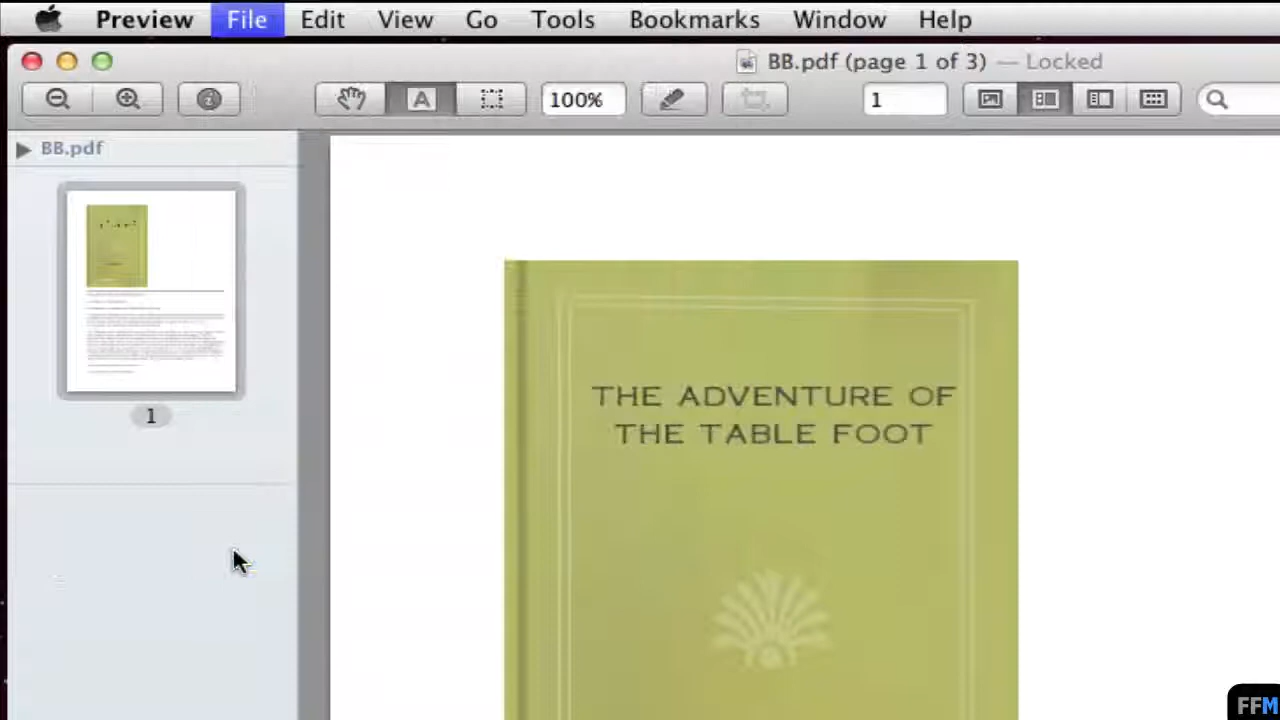 Preview File Edit View Go Tools Bookmarks Window Help
BB.pdf (page 1 of 3) — Locked
A 100% 1
BB.pdf
1
THE ADVENTURE OF
THE TABLE FOOT
FFM